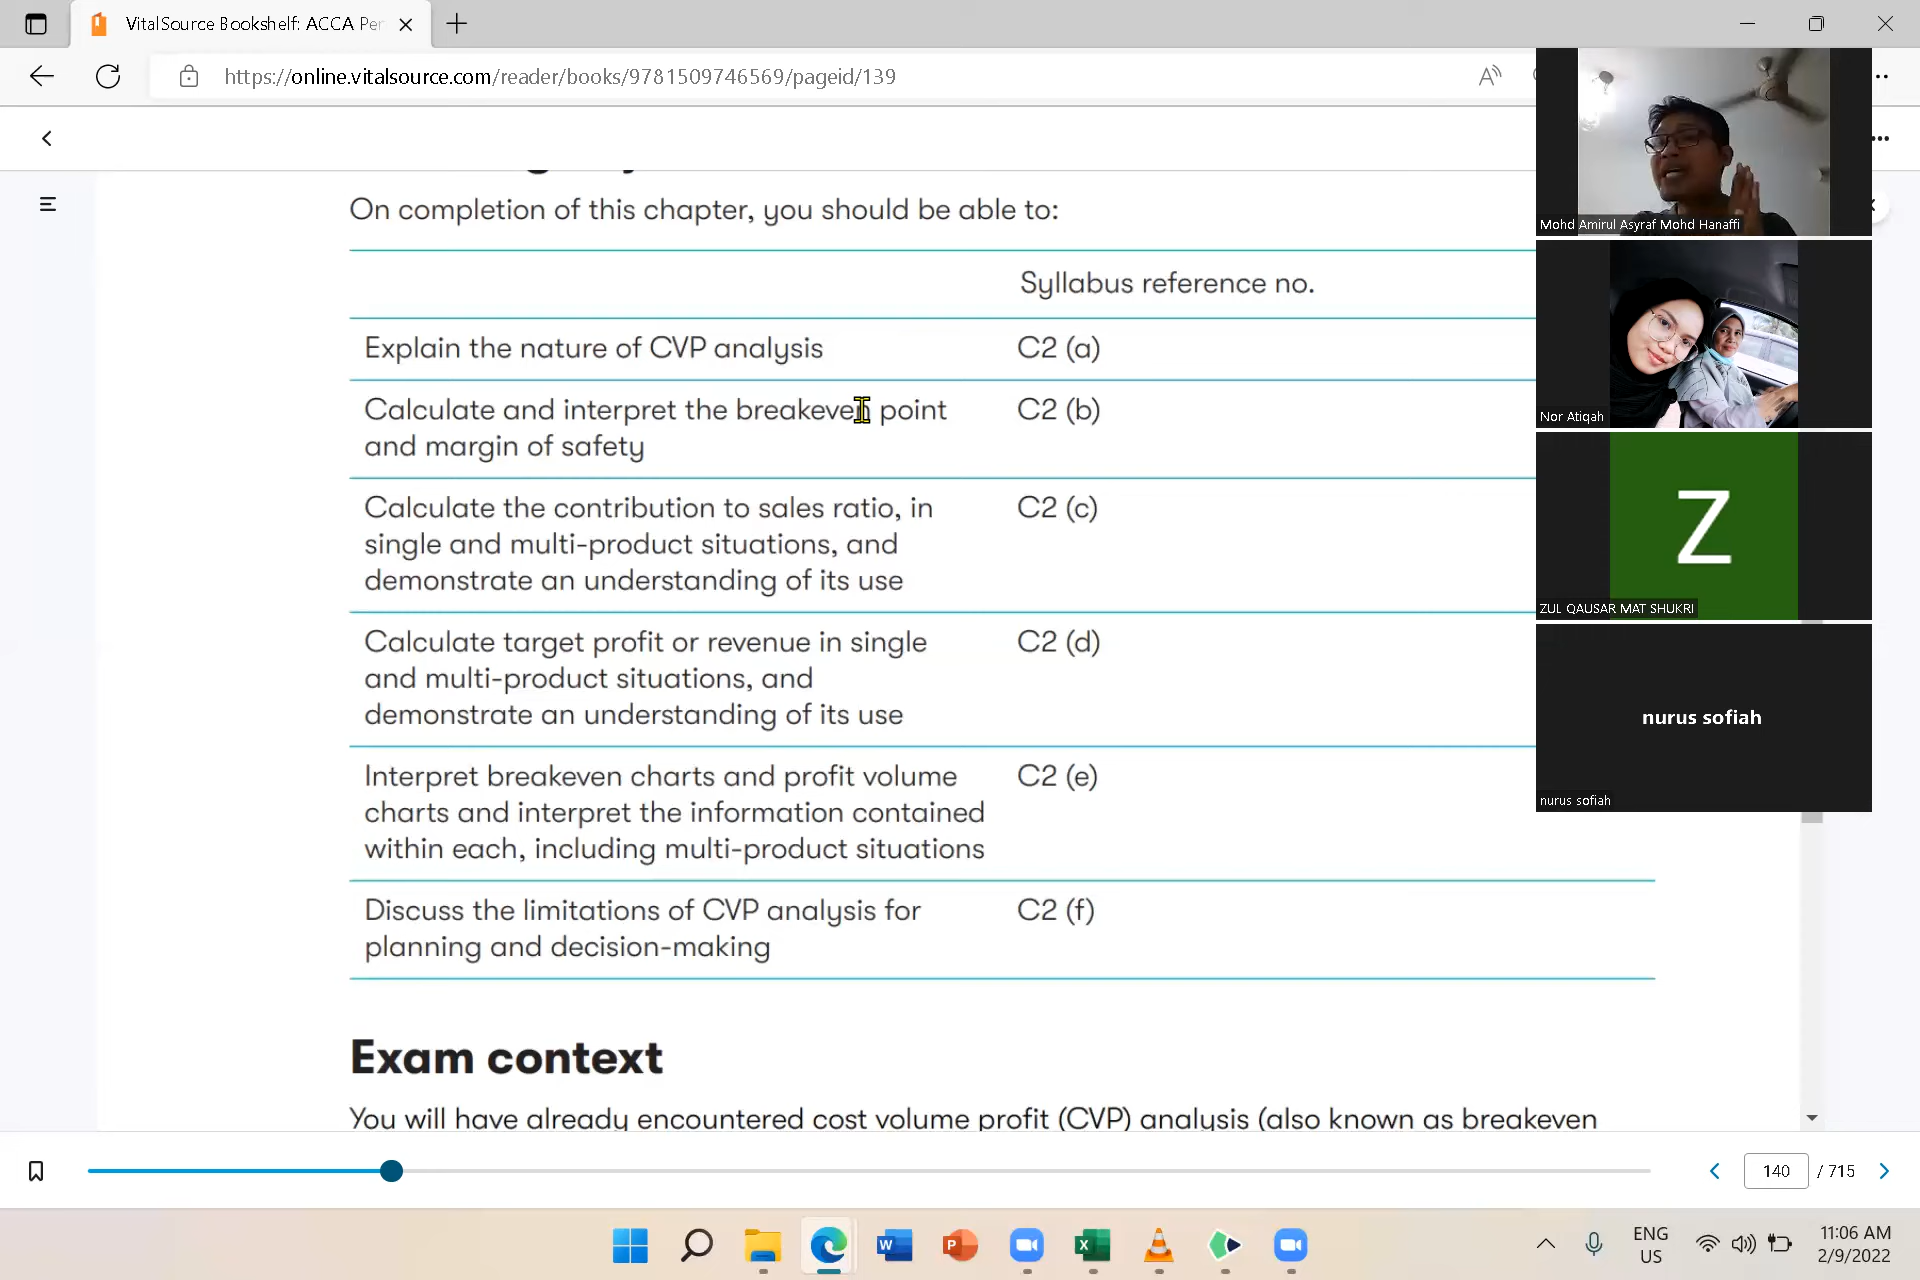 VitalSource Bookshelf: ACCA Per
https://online.vitalsource.com/reader/books/9781509746569/pageid/139
On completion of this chapter, you should be able to:
Syllabus reference no.
Explain the nature of CVP analysis
C2 (a)
Calculate and interpret the breakeven point
and margin of safety
C2 (b)
Calculate the contribution to sales ratio, in
single and multi-product situations, and
demonstrate an understanding of its use
C2 (c)
Calculate target profit or revenue in single
and multi-product situations, and
demonstrate an understanding of its use
C2 (d)
Interpret breakeven charts and profit volume
charts and interpret the information contained
within each, including multi-product situations
C2 (e)
Discuss the limitations of CVP analysis for
planning and decision-making
C2 (f)
Exam context
You will have already encountered cost volume profit (CVP) analysis (also known as breakeven
Mohd Amirul Asyraf Mohd Hanaffi
Nor Atiqah
Z
ZUL QAUSAR MAT SHUKRI
nurus sofiah
nurus sofiah
140 / 715
ENG
US
11:06 AM
2/9/2022